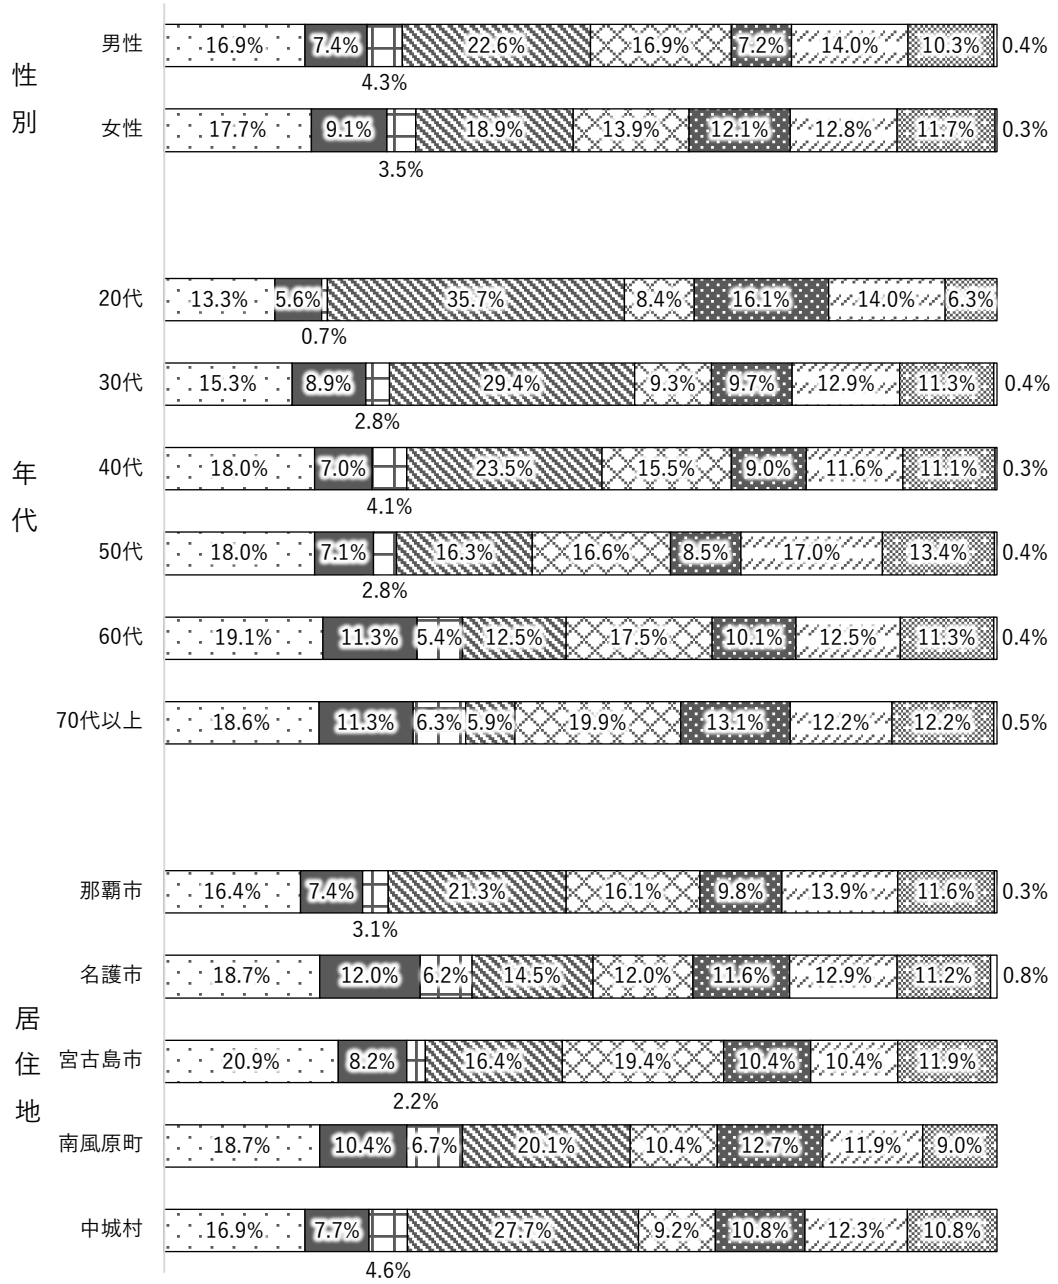 性別
男性 16.9% 7.4% 22.6% 16.9% 7.2% 14.0% 10.3% 0.4%
4.3%
女性 17.7% 9.1% 18.9% 13.9% 12.1% 12.8% 11.7% 0.3%
3.5%
年代
20代 13.3% 5.6% 35.7% 8.4% 16.1% 14.0% 6.3%
0.7%
30代 15.3% 8.9% 29.4% 9.3% 9.7% 12.9% 11.3% 0.4%
2.8%
40代 18.0% 7.0% 23.5% 15.5% 9.0% 11.6% 11.1% 0.3%
4.1%
50代 18.0% 7.1% 16.3% 16.6% 8.5% 17.0% 13.4% 0.4%
2.8%
60代 19.1% 11.3% 5.4% 12.5% 17.5% 10.1% 12.5% 11.3% 0.4%
70代以上 18.6% 11.3% 6.3% 5.9% 19.9% 13.1% 12.2% 12.2% 0.5%
居住地
那覇市 16.4% 7.4% 21.3% 16.1% 9.8% 13.9% 11.6% 0.3%
3.1%
名護市 18.7% 12.0% 6.2% 14.5% 12.0% 11.6% 12.9% 11.2% 0.8%
宮古島市 20.9% 8.2% 16.4% 19.4% 10.4% 10.4% 11.9%
2.2%
南風原町 18.7% 10.4% 6.7% 20.1% 10.4% 12.7% 11.9% 9.0%
中城村 16.9% 7.7% 27.7% 9.2% 10.8% 12.3% 10.8%
4.6%